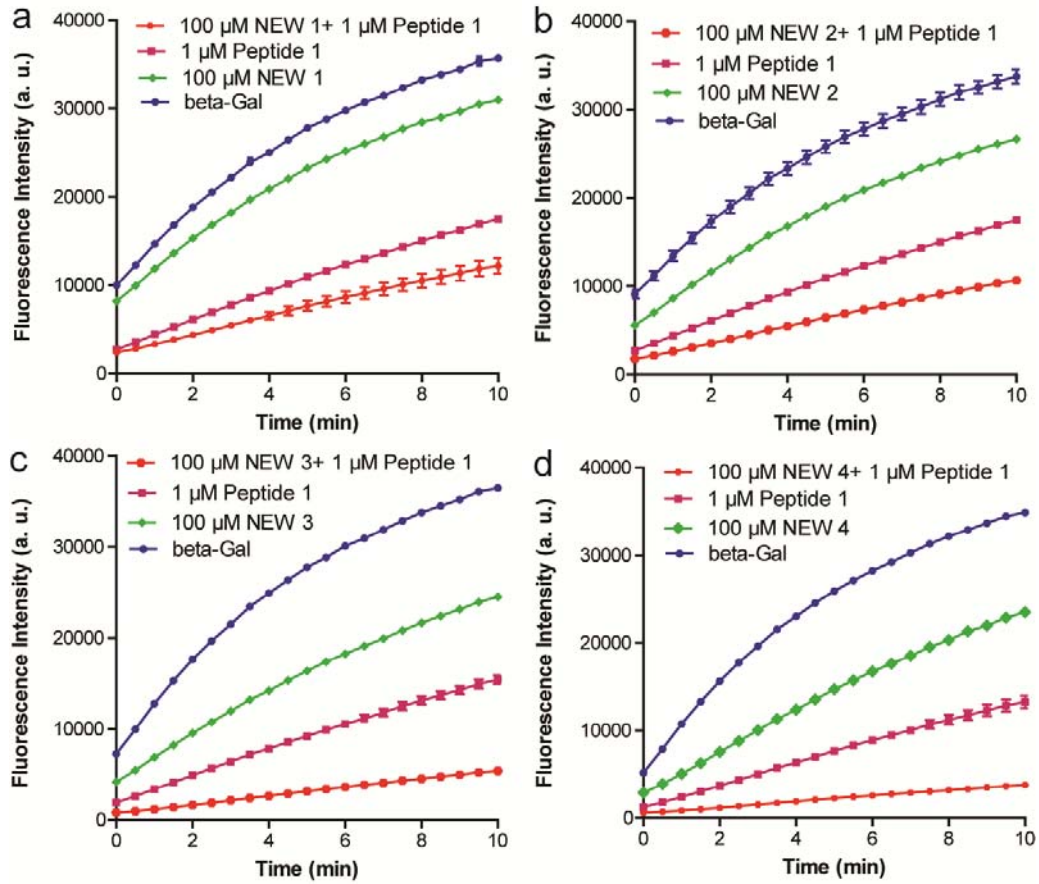 a
100 µM NEW 1+ 1 µM Peptide 1
1 µM Peptide 1
100 µM NEW 1
beta-Gal
Fluorescence Intensity (a. u.)
40000
30000
20000
10000
0
0 2 4 6 8 10
Time (min)
b
100 µM NEW 2+ 1 µM Peptide 1
1 µM Peptide 1
100 µM NEW 2
beta-Gal
Fluorescence Intensity (a. u.)
40000
30000
20000
10000
0
0 2 4 6 8 10
Time (min)
c
100 µM NEW 3+ 1 µM Peptide 1
1 µM Peptide 1
100 µM NEW 3
beta-Gal
Fluorescence Intensity (a. u.)
40000
30000
20000
10000
0
0 2 4 6 8 10
Time (min)
d
100 µM NEW 4+ 1 µM Peptide 1
1 µM Peptide 1
100 µM NEW 4
beta-Gal
Fluorescence Intensity (a. u.)
40000
30000
20000
10000
0
0 2 4 6 8 10
Time (min)